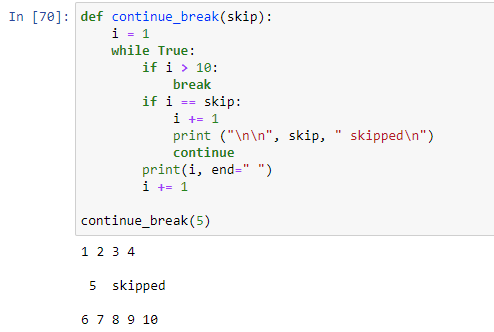 In [70]: def continue_break(skip):
    i = 1
    while True:
        if i > 10:
            break
        if i == skip:
            i += 1
            print ("\n\n", skip, " skipped\n")
            continue
        print(i, end=" ")
        i += 1

continue_break(5)
1 2 3 4
 5  skipped
6 7 8 9 10